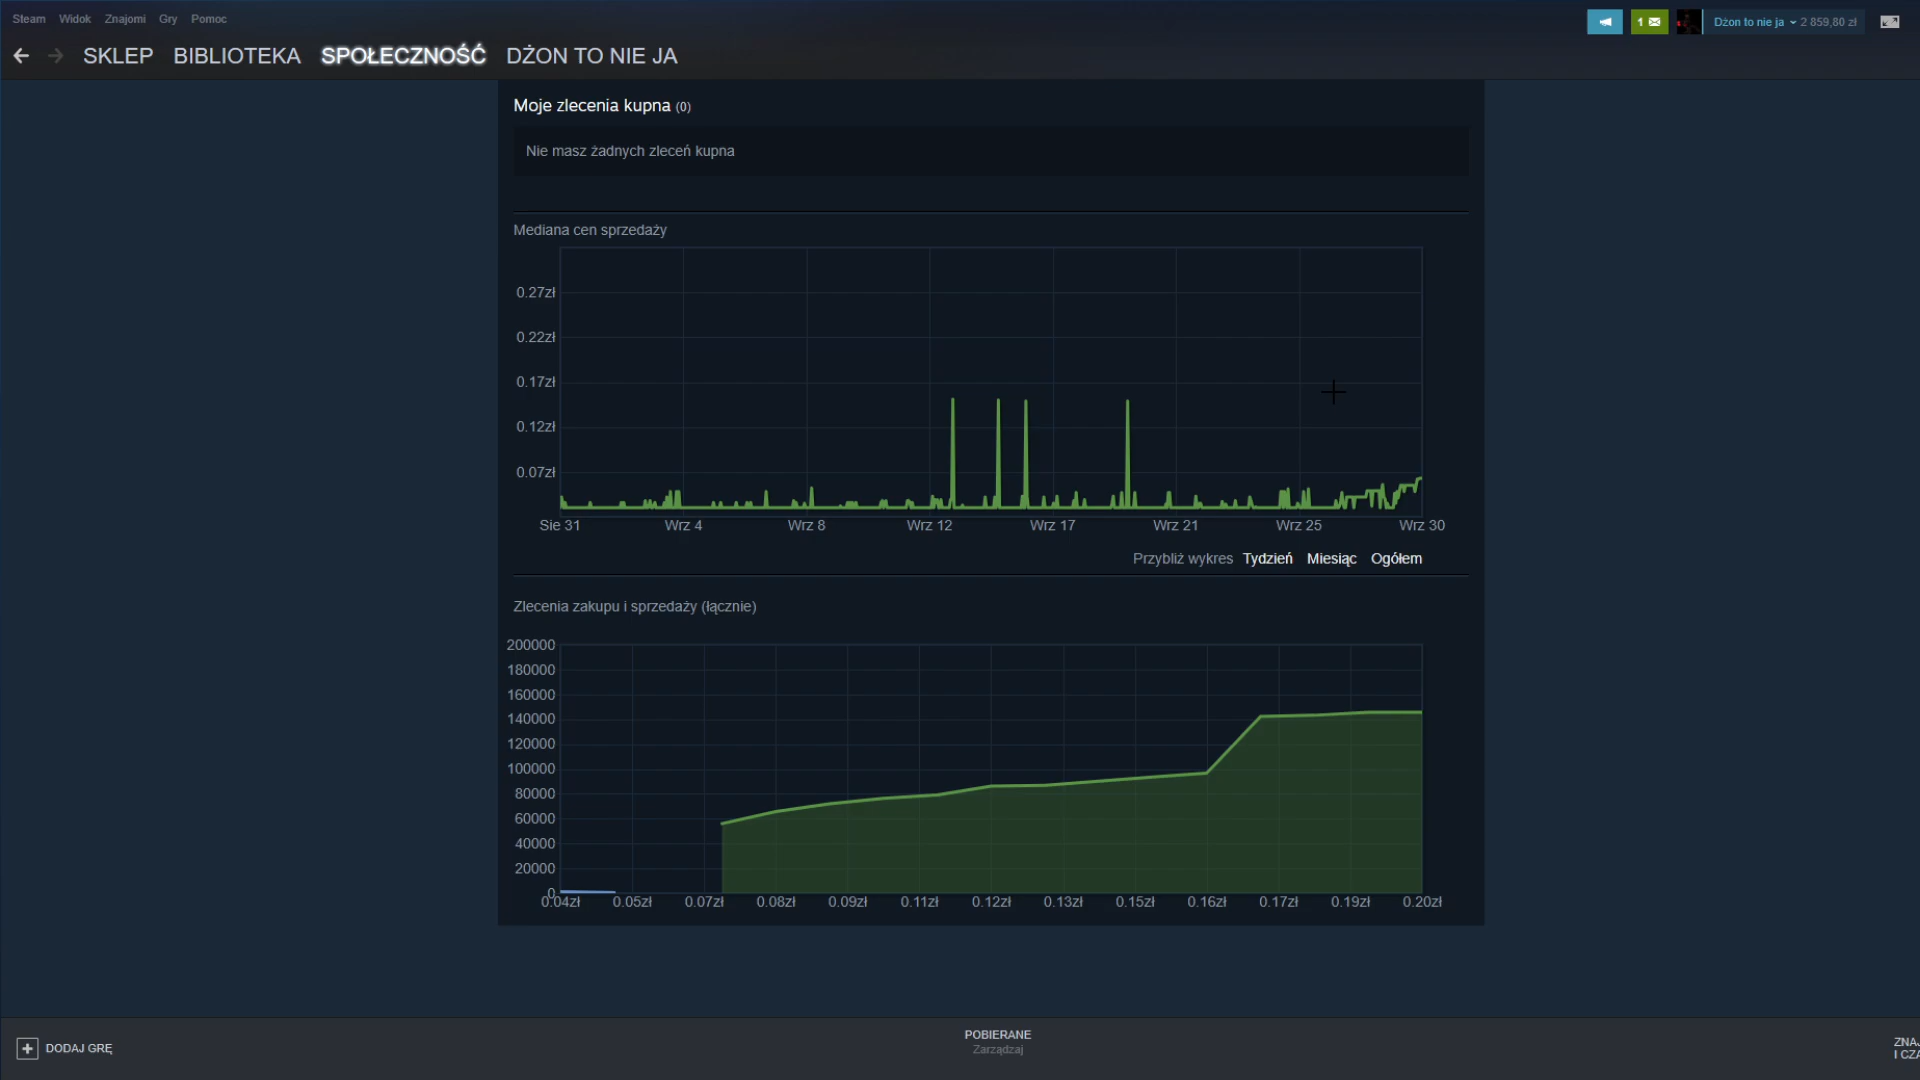 Steam Widok Znajomi Gry Pomoc
1 Dżon to nie ja 2 859,80 zł
SKLEP BIBLIOTEKA SPOŁECZNOŚĆ DŻON TO NIE JA
Moje zlecenia kupna (0)
Nie masz żadnych zleceń kupna
Mediana cen sprzedaży
0.27zł
0.22zł
0.17zł
0.12zł
0.07zł
Sie 31 Wrz 4 Wrz 8 Wrz 12 Wrz 17 Wrz 21 Wrz 25 Wrz 30
Przybliż wykres Tydzień Miesiąc Ogółem
Zlecenia zakupu i sprzedaży (łącznie)
200000
180000
160000
140000
120000
100000
80000
60000
40000
20000
0
0.04zł 0.05zł 0.07zł 0.08zł 0.09zł 0.11zł 0.12zł 0.13zł 0.15zł 0.16zł 0.17zł 0.19zł 0.20zł
DODAJ GRĘ
POBIERANE
Zarządzaj
ZNAJ
I CZA